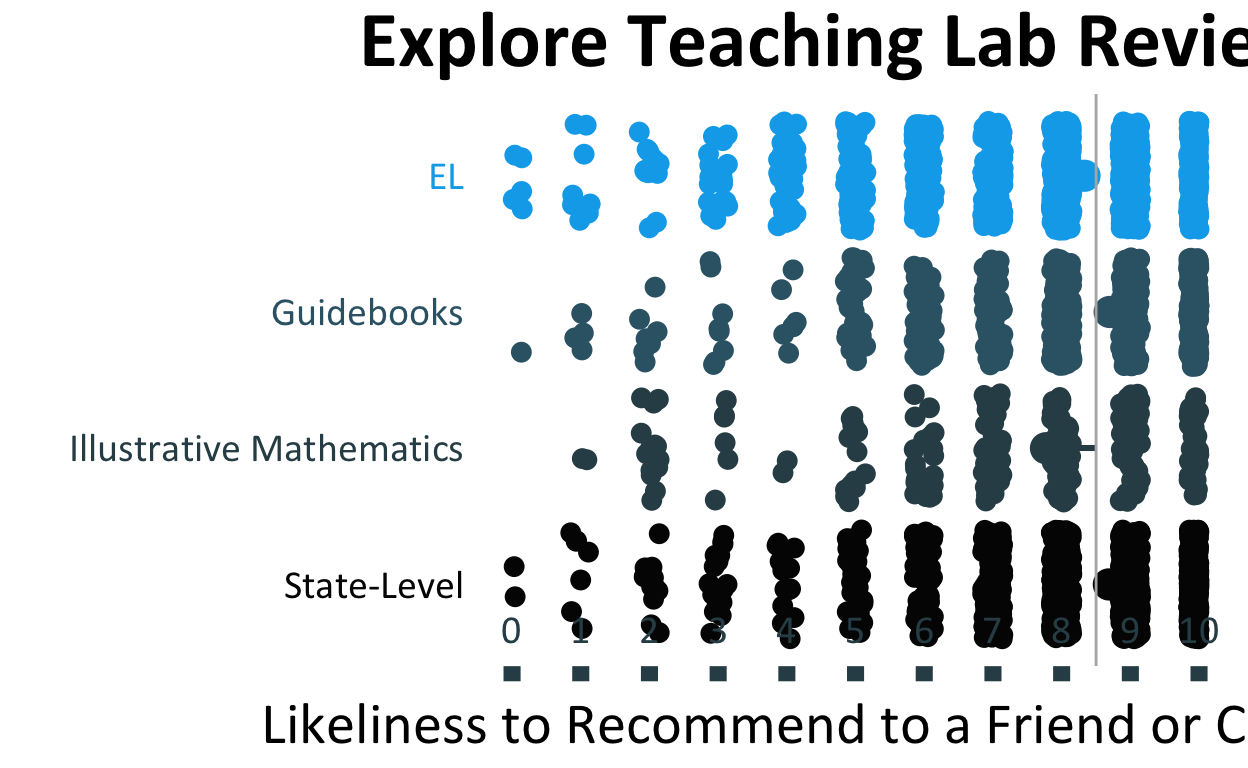 Explore Teaching Lab Revie
EL
Guidebooks
Illustrative Mathematics
State-Level
0 1 2 3 4 5 6 7 8 9 10
Likeliness to Recommend to a Friend or C